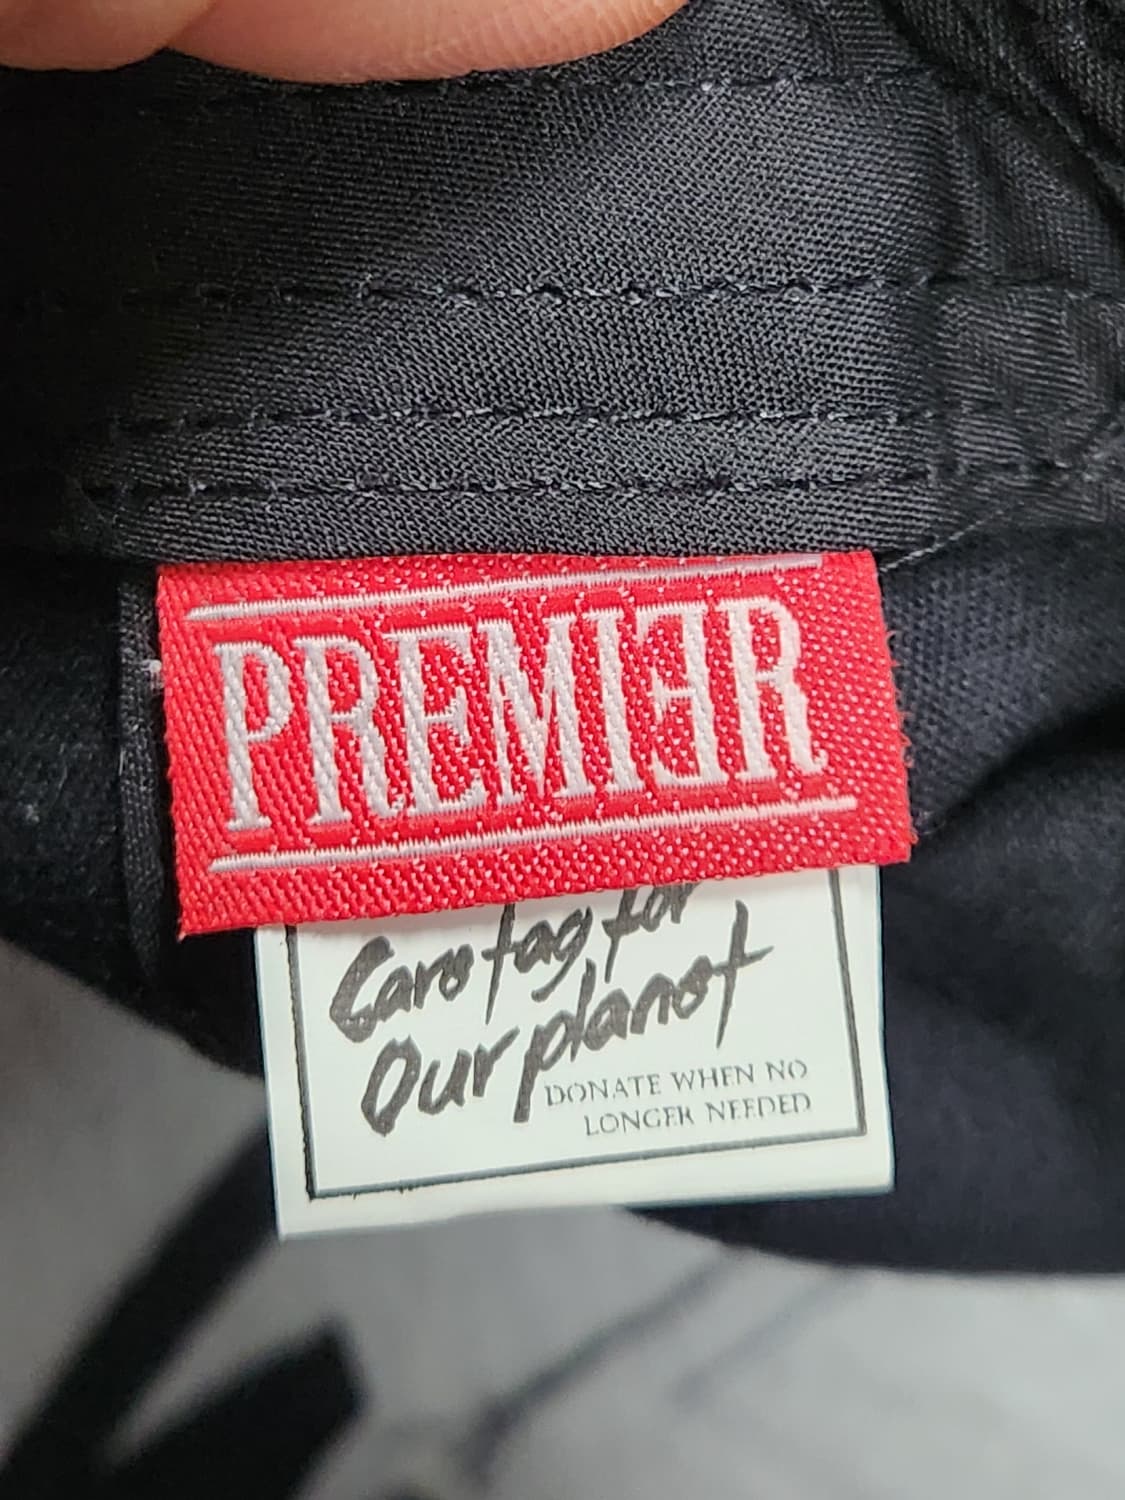 PREMIƎR
Care tag for
Our planet
DONATE WHEN NO
LONGER NEEDED